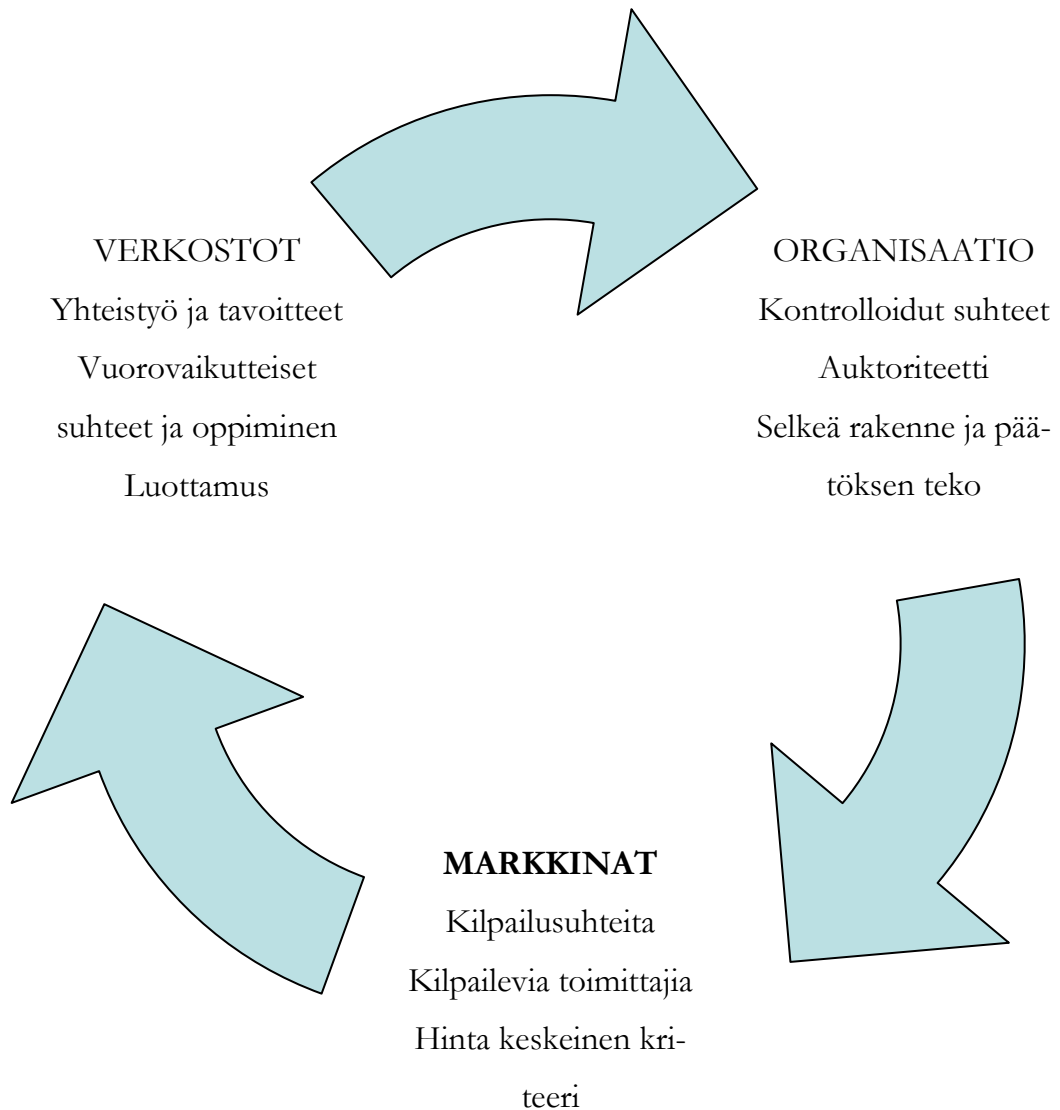 VERKOSTOT
Yhteistyö ja tavoitteet
Vuorovaikutteiset
suhteet ja oppiminen
Luottamus
ORGANISAATIO
Kontrolloidut suhteet
Auktoriteetti
Selkeä rakenne ja pää-
töksen teko
MARKKINAT
Kilpailusuhteita
Kilpailevia toimittajia
Hinta keskeinen kri-
teeri